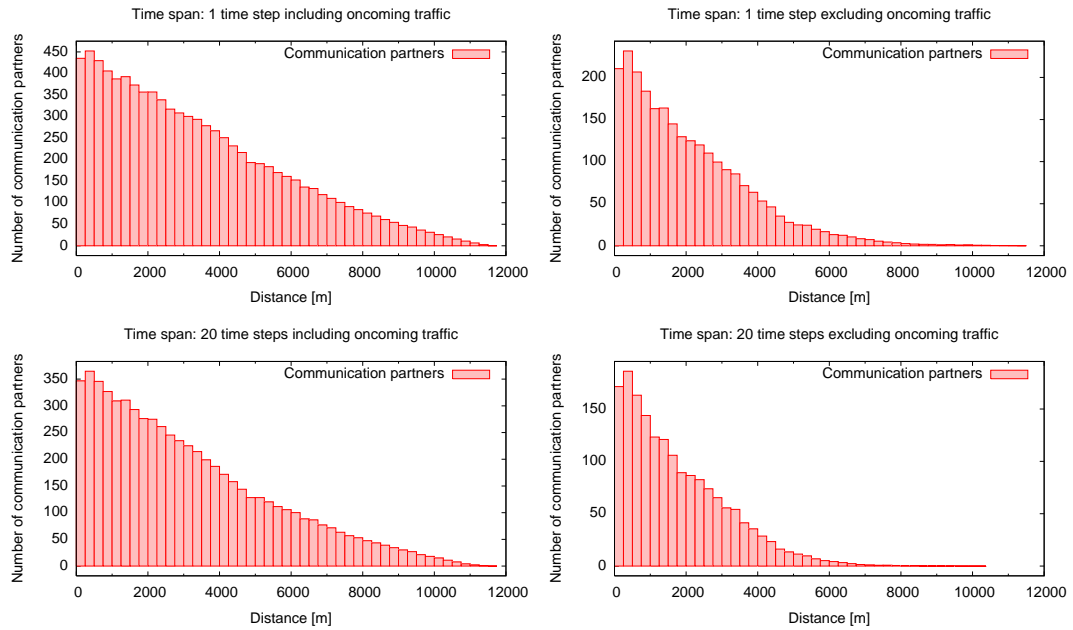 Time span: 1 time step including oncoming traffic
Number of communication partners
450
400
350
300
250
200
150
100
50
0
Communication partners
0 2000 4000 6000 8000 10000 12000
Distance [m]
Time span: 1 time step excluding oncoming traffic
Number of communication partners
200
150
100
50
0
Communication partners
0 2000 4000 6000 8000 10000 12000
Distance [m]
Time span: 20 time steps including oncoming traffic
Number of communication partners
350
300
250
200
150
100
50
0
Communication partners
0 2000 4000 6000 8000 10000 12000
Distance [m]
Time span: 20 time steps excluding oncoming traffic
Number of communication partners
150
100
50
0
Communication partners
0 2000 4000 6000 8000 10000 12000
Distance [m]